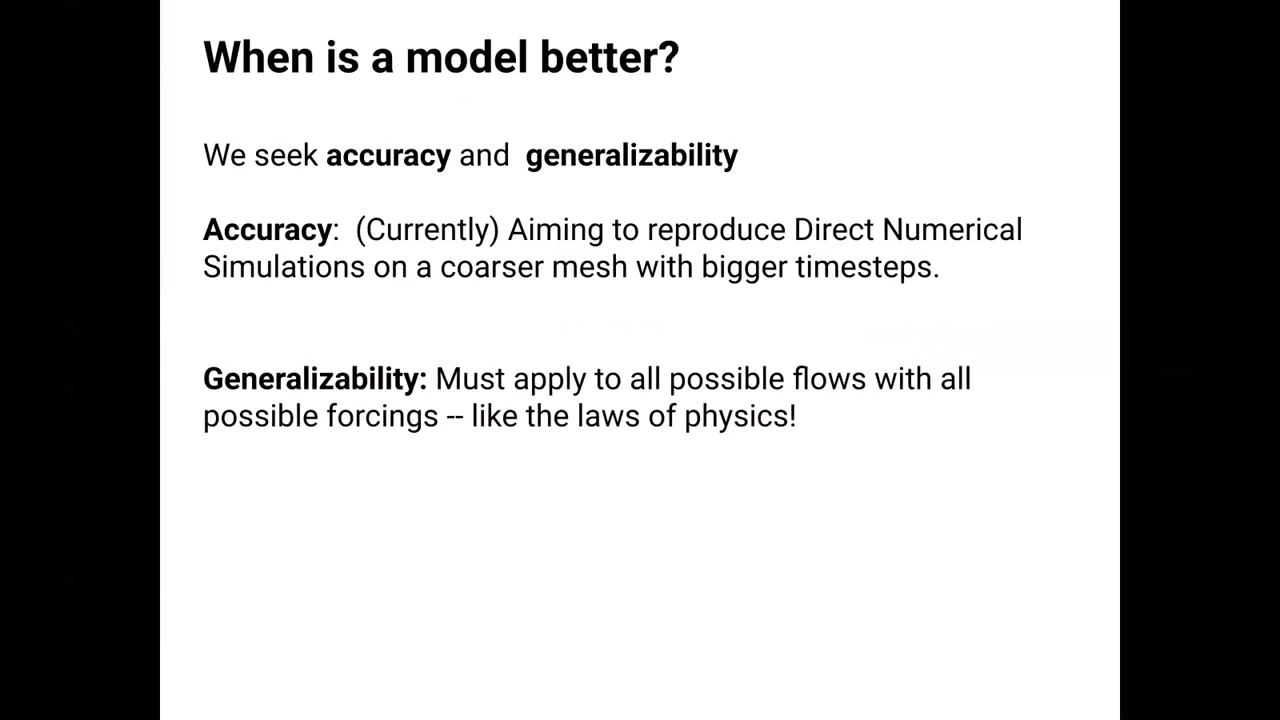 When is a model better?
We seek accuracy and generalizability
Accuracy: (Currently) Aiming to reproduce Direct Numerical
Simulations on a coarser mesh with bigger timesteps.
Generalizability: Must apply to all possible flows with all
possible forcings -- like the laws of physics!